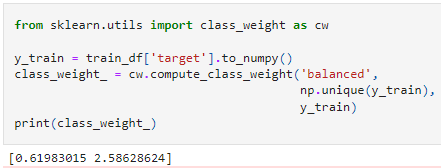 from sklearn.utils import class_weight as cw
y_train = train_df['target'].to_numpy()
class_weight_ = cw.compute_class_weight('balanced',
np.unique(y_train),
y_train)
print(class_weight_)
[0.61983015 2.58628624]